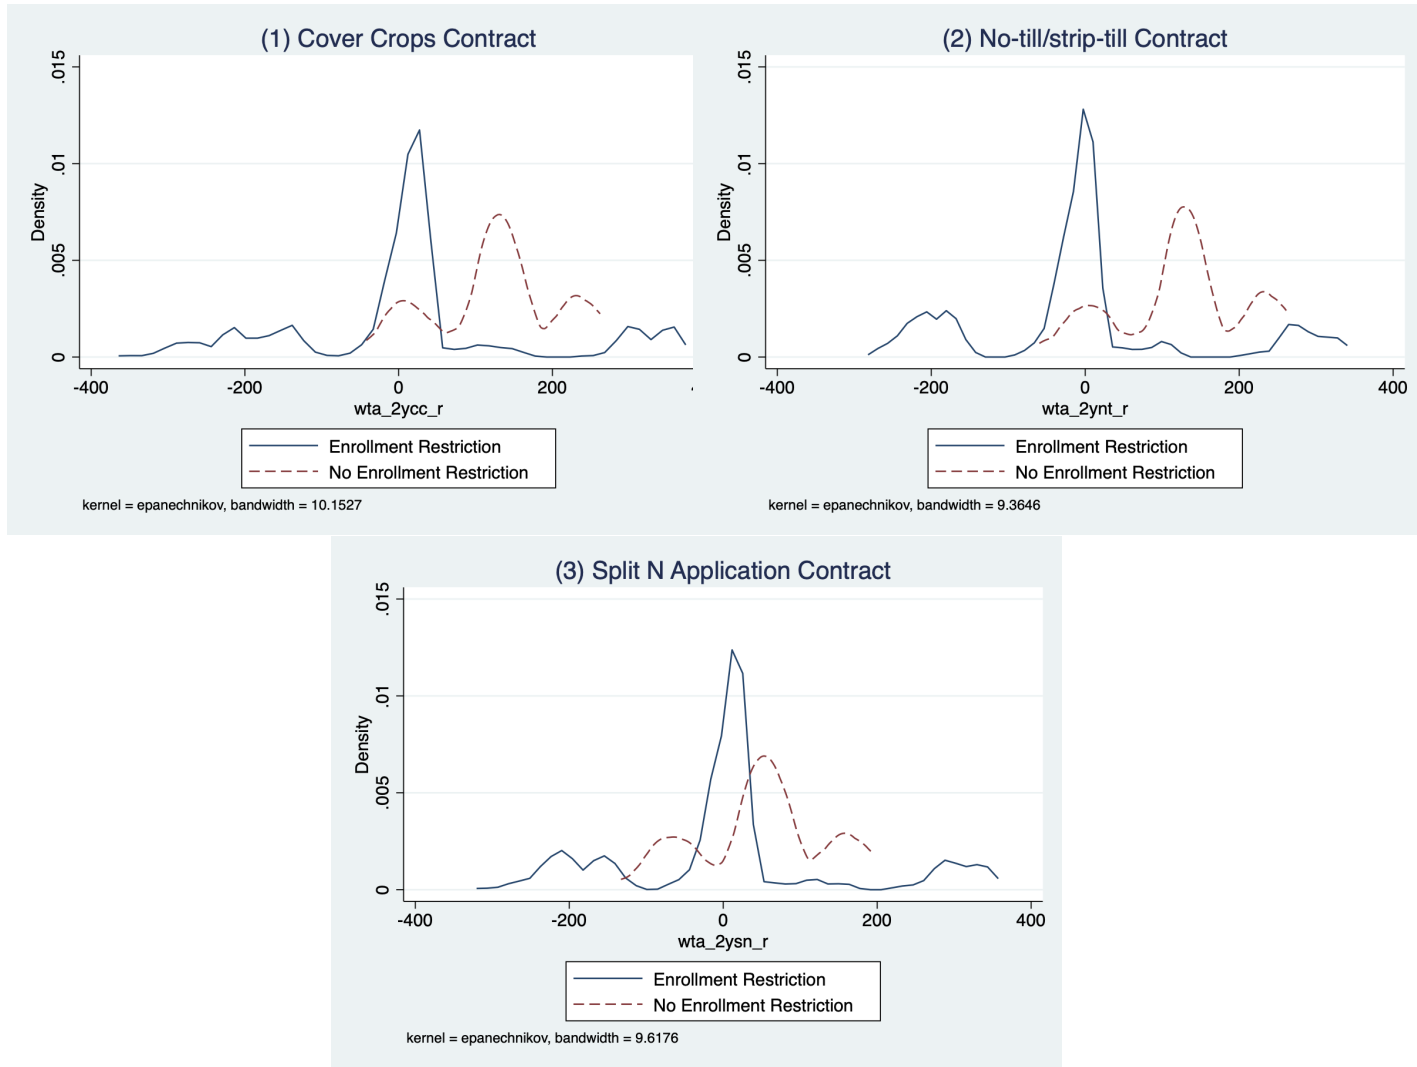 (1) Cover Crops Contract
.015
.01
.005
0
Density
-400 -200 0 200
wta_2ycc_r
Enrollment Restriction
No Enrollment Restriction
kernel = epanechnikov, bandwidth = 10.1527
(2) No-till/strip-till Contract
.015
.01
.005
0
Density
-400 -200 0 200 400
wta_2ynt_r
Enrollment Restriction
No Enrollment Restriction
kernel = epanechnikov, bandwidth = 9.3646
(3) Split N Application Contract
.015
.01
.005
0
Density
-400 -200 0 200 400
wta_2ysn_r
Enrollment Restriction
No Enrollment Restriction
kernel = epanechnikov, bandwidth = 9.6176